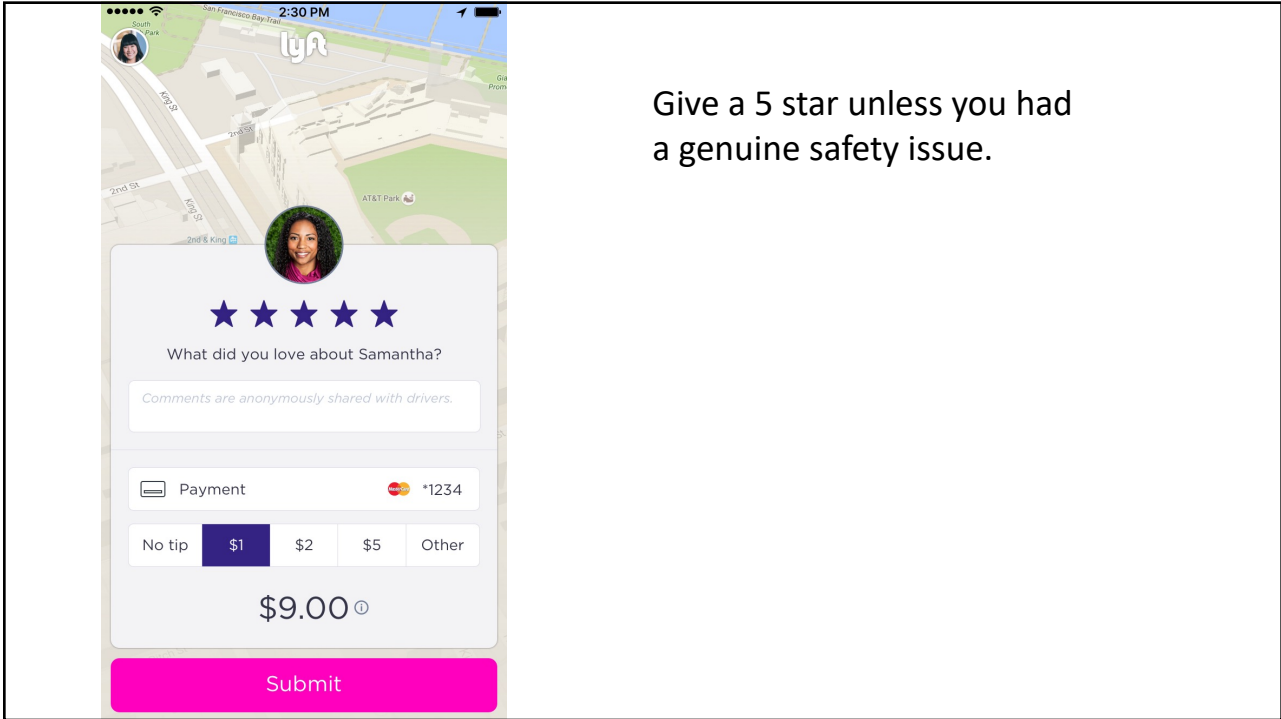 San Francisco Bay Trail
2:30 PM
South
Park
lyft
King St
2nd St
2nd St
King St
AT&T Park
2nd & King
What did you love about Samantha?
Comments are anonymously shared with drivers.
Payment
*1234
No tip $1 $2 $5 Other
$9.00
Submit
Give a 5 star unless you had
a genuine safety issue.